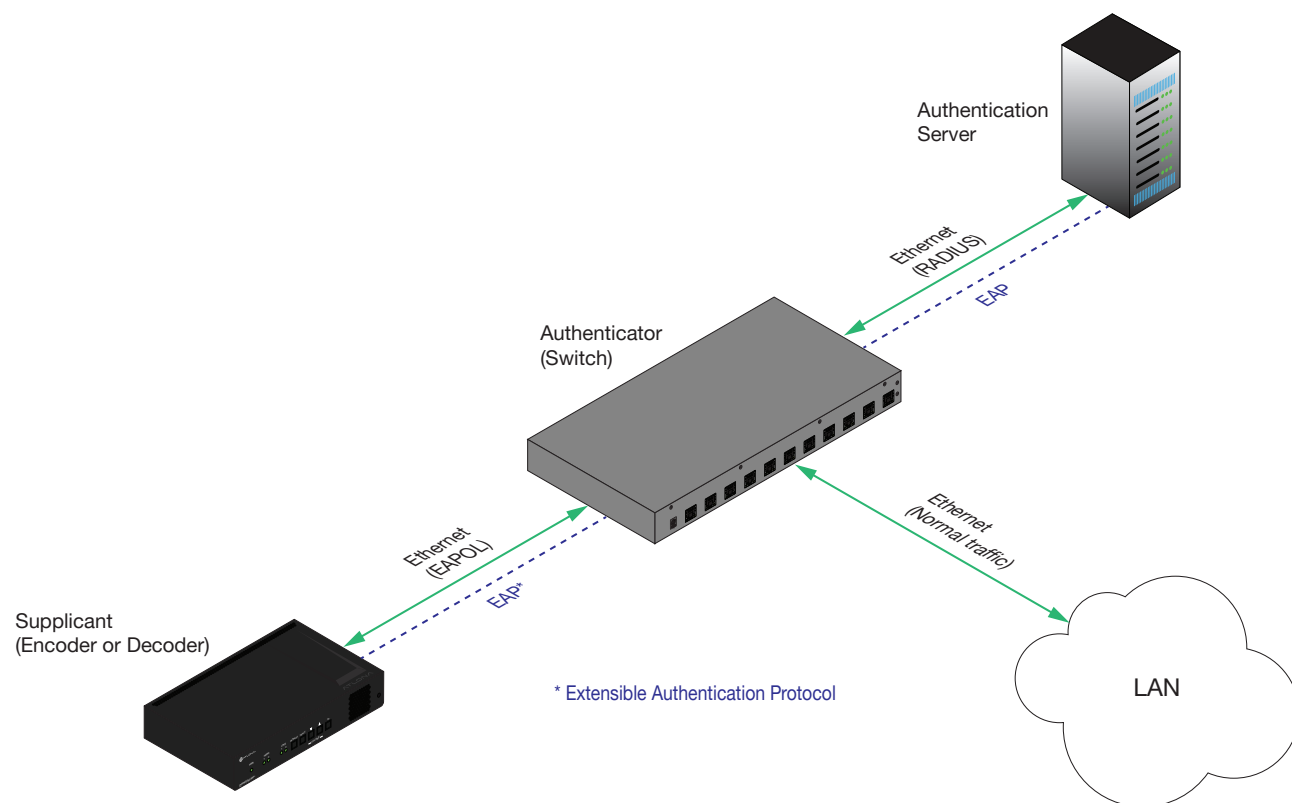 Authentication
Server
Ethernet
(RADIUS)
EAP
Authenticator
(Switch)
Ethernet
(Normal traffic)
Ethernet
(EAPOL)
EAP*
Supplicant
(Encoder or Decoder)
* Extensible Authentication Protocol
LAN